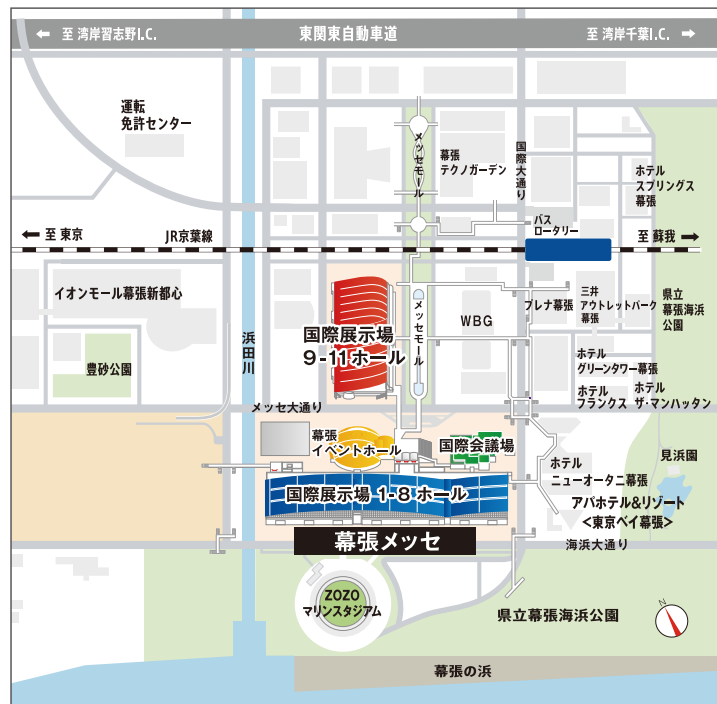 ← 至 湾岸習志野I.C.
東関東自動車道
至 湾岸千葉I.C. →
運転
免許センター
メッセモール
幕張
テクノガーデン
国際大通り
ホテル
スプリングス
幕張
バス
ロータリー
← 至 東京
JR京葉線
至 蘇我 →
イオンモール幕張新都心
豊砂公園
浜田川
国際展示場
9-11ホール
メッセモール
WBG
プレナ幕張
三井
アウトレットパーク
幕張
県立
幕張海浜
公園
ホテル
グリーンタワー幕張
ホテル
フランクス
ホテル
ザ・マンハッタン
メッセ大通り
幕張
イベントホール
国際会議場
国際展示場 1-8 ホール
ホテル
ニューオータニ幕張
見浜園
アパホテル&リゾート
<東京ベイ幕張>
幕張メッセ
海浜大通り
ZOZO
マリンスタジアム
県立幕張海浜公園
N
幕張の浜